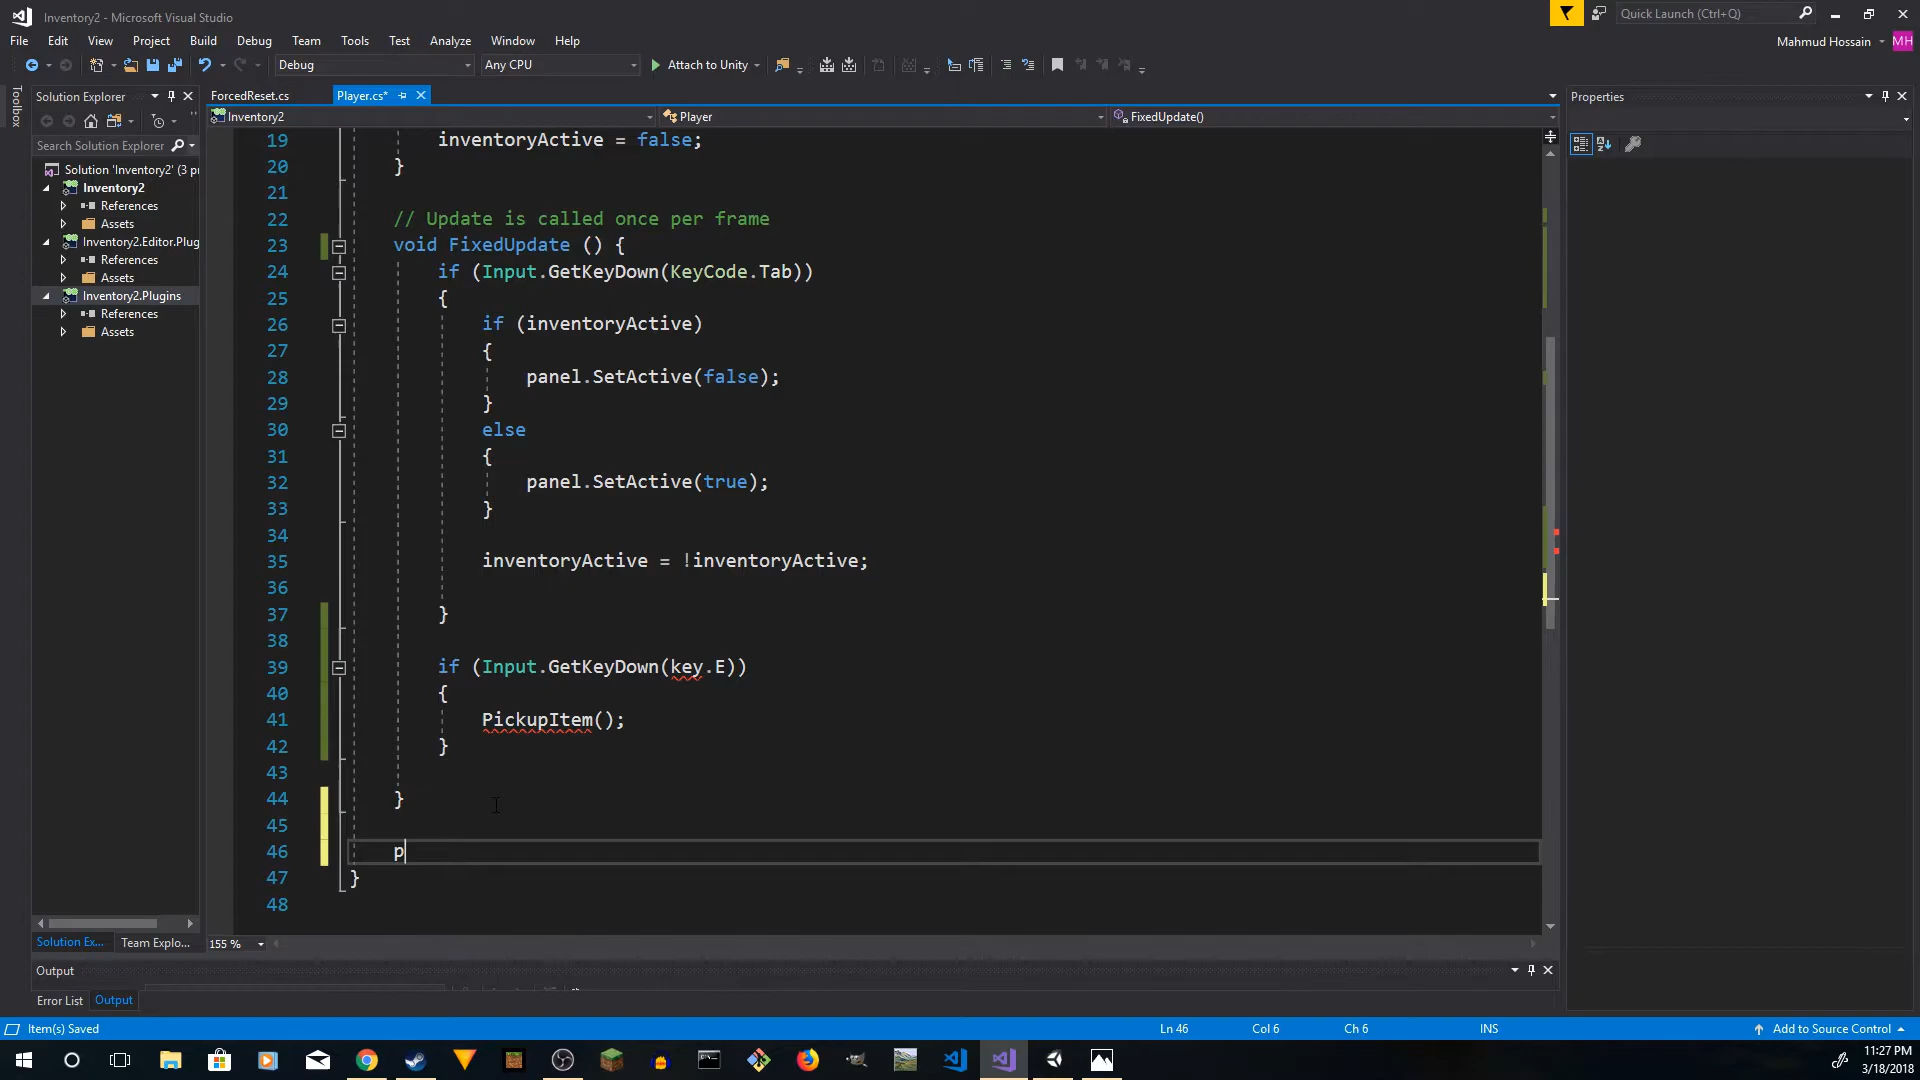 Inventory2 - Microsoft Visual Studio
Quick Launch (Ctrl+Q)
File Edit View Project Build Debug Team Tools Test Analyze Window Help
Mahmud Hossain
MH
Debug
Any CPU
Attach to Unity
Toolbox
Solution Explorer
ForcedReset.cs
Player.cs*
Properties
Inventory2
Player
FixedUpdate()
Search Solution Explorer
Solution 'Inventory2' (3 pr
Inventory2
References
Assets
Inventory2.Editor.Plug
References
Assets
Inventory2.Plugins
References
Assets
19 inventoryActive = false;
20 }
21
22 // Update is called once per frame
23 void FixedUpdate () {
24 if (Input.GetKeyDown(KeyCode.Tab))
25 {
26 if (inventoryActive)
27 {
28 panel.SetActive(false);
29 }
30 else
31 {
32 panel.SetActive(true);
33 }
34
35 inventoryActive = !inventoryActive;
36
37 }
38
39 if (Input.GetKeyDown(key.E))
40 {
41 PickupItem();
42 }
43
44 }
45
46 p
47 }
48
Solution Ex...
Team Explo...
155 %
Output
Error List
Output
Item(s) Saved
Ln 46
Col 6
Ch 6
INS
Add to Source Control
11:27 PM
3/18/2018